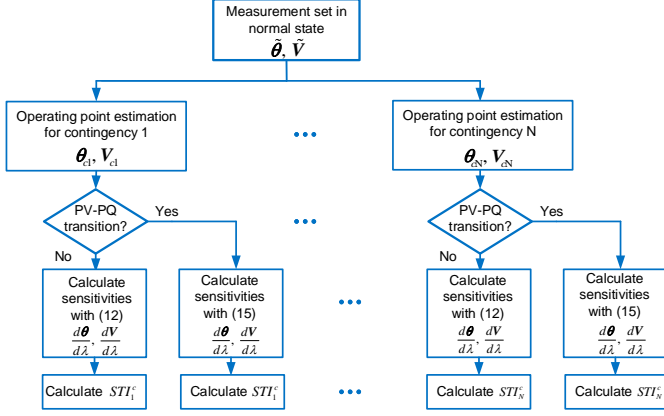 Measurement set in
normal state
θ̃, Ṽ
Operating point estimation
for contingency 1
θc1, Vc1
...
Operating point estimation
for contingency N
θcN, VcN
PV-PQ
transition?
Yes
No
...
PV-PQ
transition?
Yes
No
Calculate
sensitivities
with (12)
dθ/dλ, dV/dλ
Calculate
sensitivities
with (15)
dθ/dλ, dV/dλ
...
Calculate
sensitivities
with (12)
dθ/dλ, dV/dλ
Calculate
sensitivities
with (15)
dθ/dλ, dV/dλ
Calculate STI₁ᶜ
Calculate STI₁ᶜ
...
Calculate STI_N^c
Calculate STI_N^c